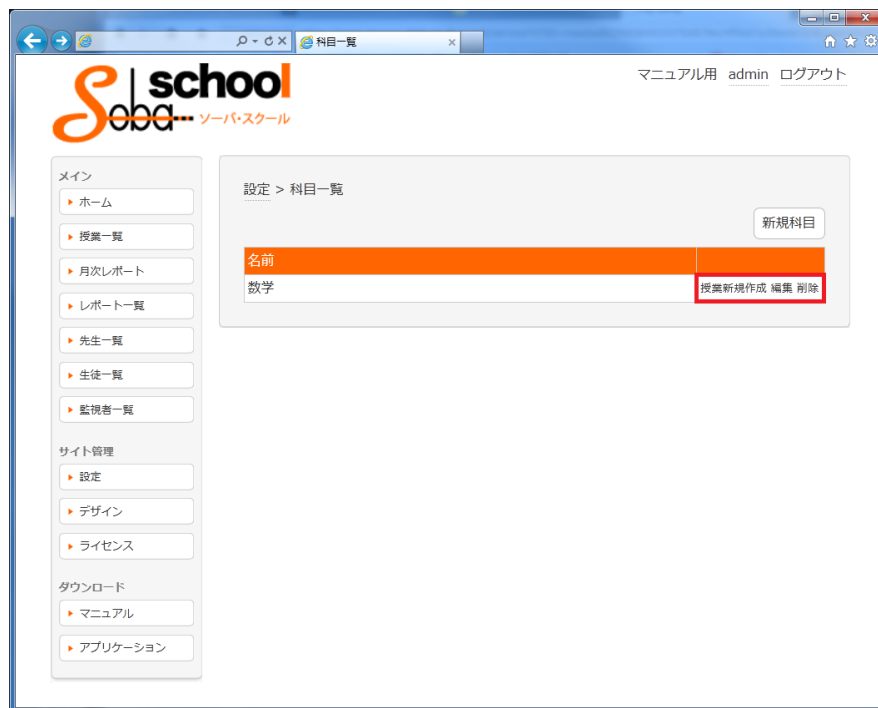 科目一覧
school
Soba
ソーバ・スクール
マニュアル用 admin ログアウト
メイン
ホーム
授業一覧
月次レポート
レポート一覧
先生一覧
生徒一覧
監視者一覧
サイト管理
設定
デザイン
ライセンス
ダウンロード
マニュアル
アプリケーション
設定 > 科目一覧
新規科目
名前
数学 授業新規作成 編集 削除